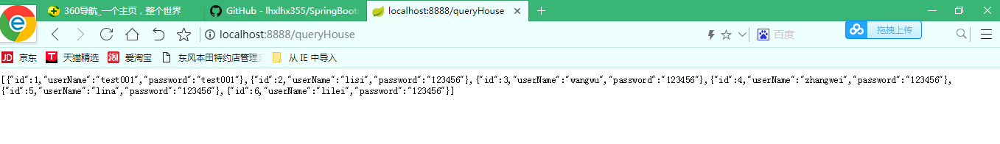 360导航_一个主页，整个世界
GitHub - lhxlhx355/SpringBoot
localhost:8888/queryHouse
localhost:8888/queryHouse
百度
拖拽上传
JD 京东
T 天猫精选
淘 爱淘宝
东风本田特约店管理
从 IE 中导入
[{"id":1,"userName":"test001","password":"test001"},{"id":2,"userName":"lisi","password":"123456"},{"id":3,"userName":"wangwu","password":"123456"},{"id":4,"userName":"zhangwei","password":"123456"},
{"id":5,"userName":"lina","password":"123456"},{"id":6,"userName":"lilei","password":"123456"}]